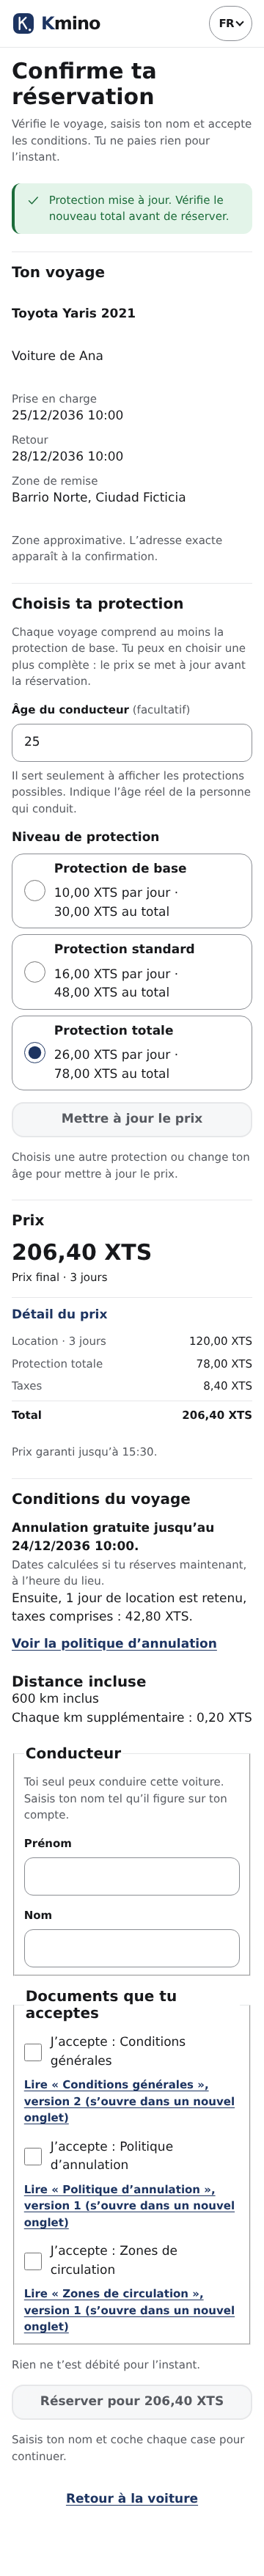 Kmino
FR
Confirme ta
réservation
Vérifie le voyage, saisis ton nom et accepte
les conditions. Tu ne paies rien pour
l’instant.
Protection mise à jour. Vérifie le
nouveau total avant de réserver.
Ton voyage
Toyota Yaris 2021
Voiture de Ana
Prise en charge
25/12/2036 10:00
Retour
28/12/2036 10:00
Zone de remise
Barrio Norte, Ciudad Ficticia
Zone approximative. L’adresse exacte
apparaît à la confirmation.
Choisis ta protection
Chaque voyage comprend au moins la
protection de base. Tu peux en choisir une
plus complète : le prix se met à jour avant
la réservation.
Âge du conducteur (facultatif)
25
Il sert seulement à afficher les protections
possibles. Indique l’âge réel de la personne
qui conduit.
Niveau de protection
Protection de base
10,00 XTS par jour ·
30,00 XTS au total
Protection standard
16,00 XTS par jour ·
48,00 XTS au total
Protection totale
26,00 XTS par jour ·
78,00 XTS au total
Mettre à jour le prix
Choisis une autre protection ou change ton
âge pour mettre à jour le prix.
Prix
206,40 XTS
Prix final · 3 jours
Détail du prix
Location · 3 jours 120,00 XTS
Protection totale 78,00 XTS
Taxes 8,40 XTS
Total 206,40 XTS
Prix garanti jusqu’à 15:30.
Conditions du voyage
Annulation gratuite jusqu’au
24/12/2036 10:00.
Dates calculées si tu réserves maintenant,
à l’heure du lieu.
Ensuite, 1 jour de location est retenu,
taxes comprises : 42,80 XTS.
Voir la politique d’annulation
Distance incluse
600 km inclus
Chaque km supplémentaire : 0,20 XTS
Conducteur
Toi seul peux conduire cette voiture.
Saisis ton nom tel qu’il figure sur ton
compte.
Prénom
Nom
Documents que tu
acceptes
J’accepte : Conditions
générales
Lire « Conditions générales »,
version 2 (s’ouvre dans un nouvel
onglet)
J’accepte : Politique
d’annulation
Lire « Politique d’annulation »,
version 1 (s’ouvre dans un nouvel
onglet)
J’accepte : Zones de
circulation
Lire « Zones de circulation »,
version 1 (s’ouvre dans un nouvel
onglet)
Rien ne t’est débité pour l’instant.
Réserver pour 206,40 XTS
Saisis ton nom et coche chaque case pour
continuer.
Retour à la voiture